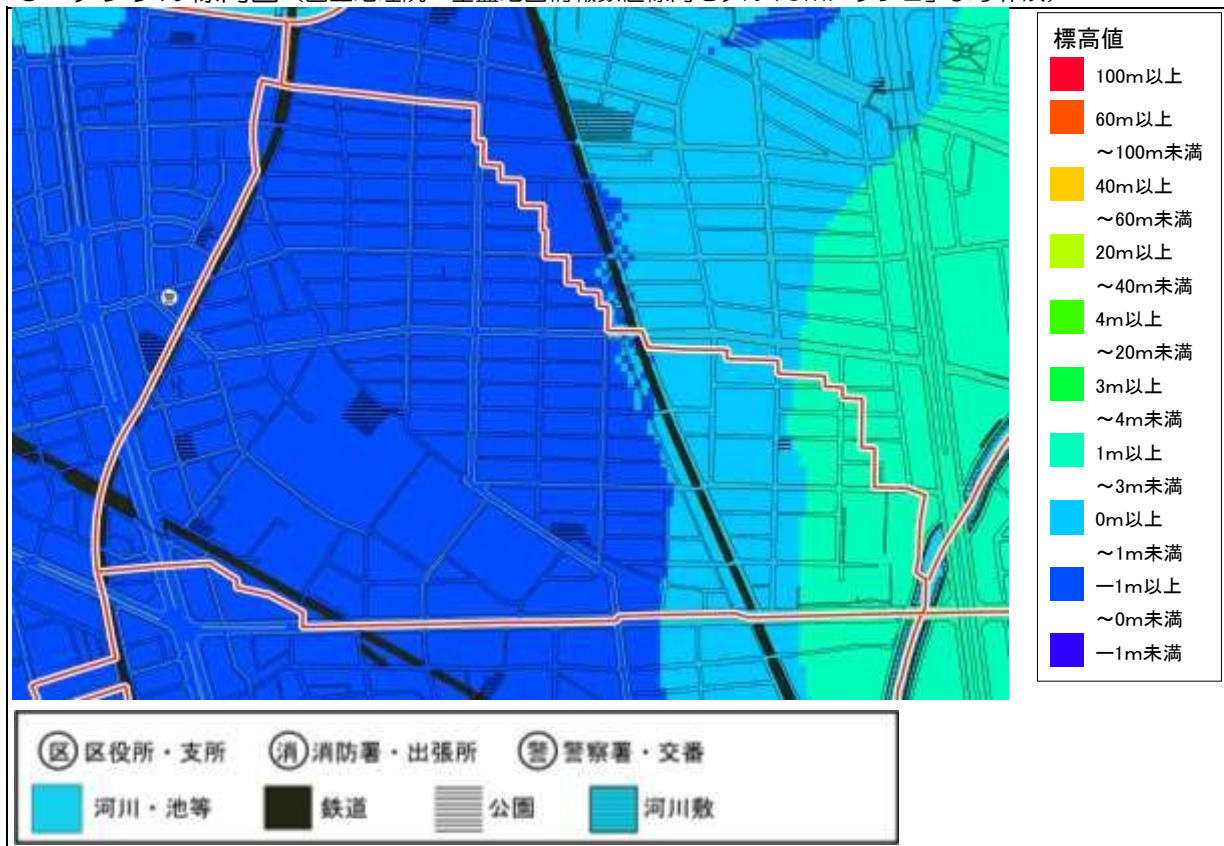 標高値
100m以上
60m以上
～100m未満
40m以上
～60m未満
20m以上
～40m未満
4m以上
～20m未満
3m以上
～4m未満
1m以上
～3m未満
0m以上
～1m未満
－1m以上
～0m未満
－1m未満
区 区役所・支所 消 消防署・出張所 警 警察署・交番
河川・池等 鉄道 公園 河川敷